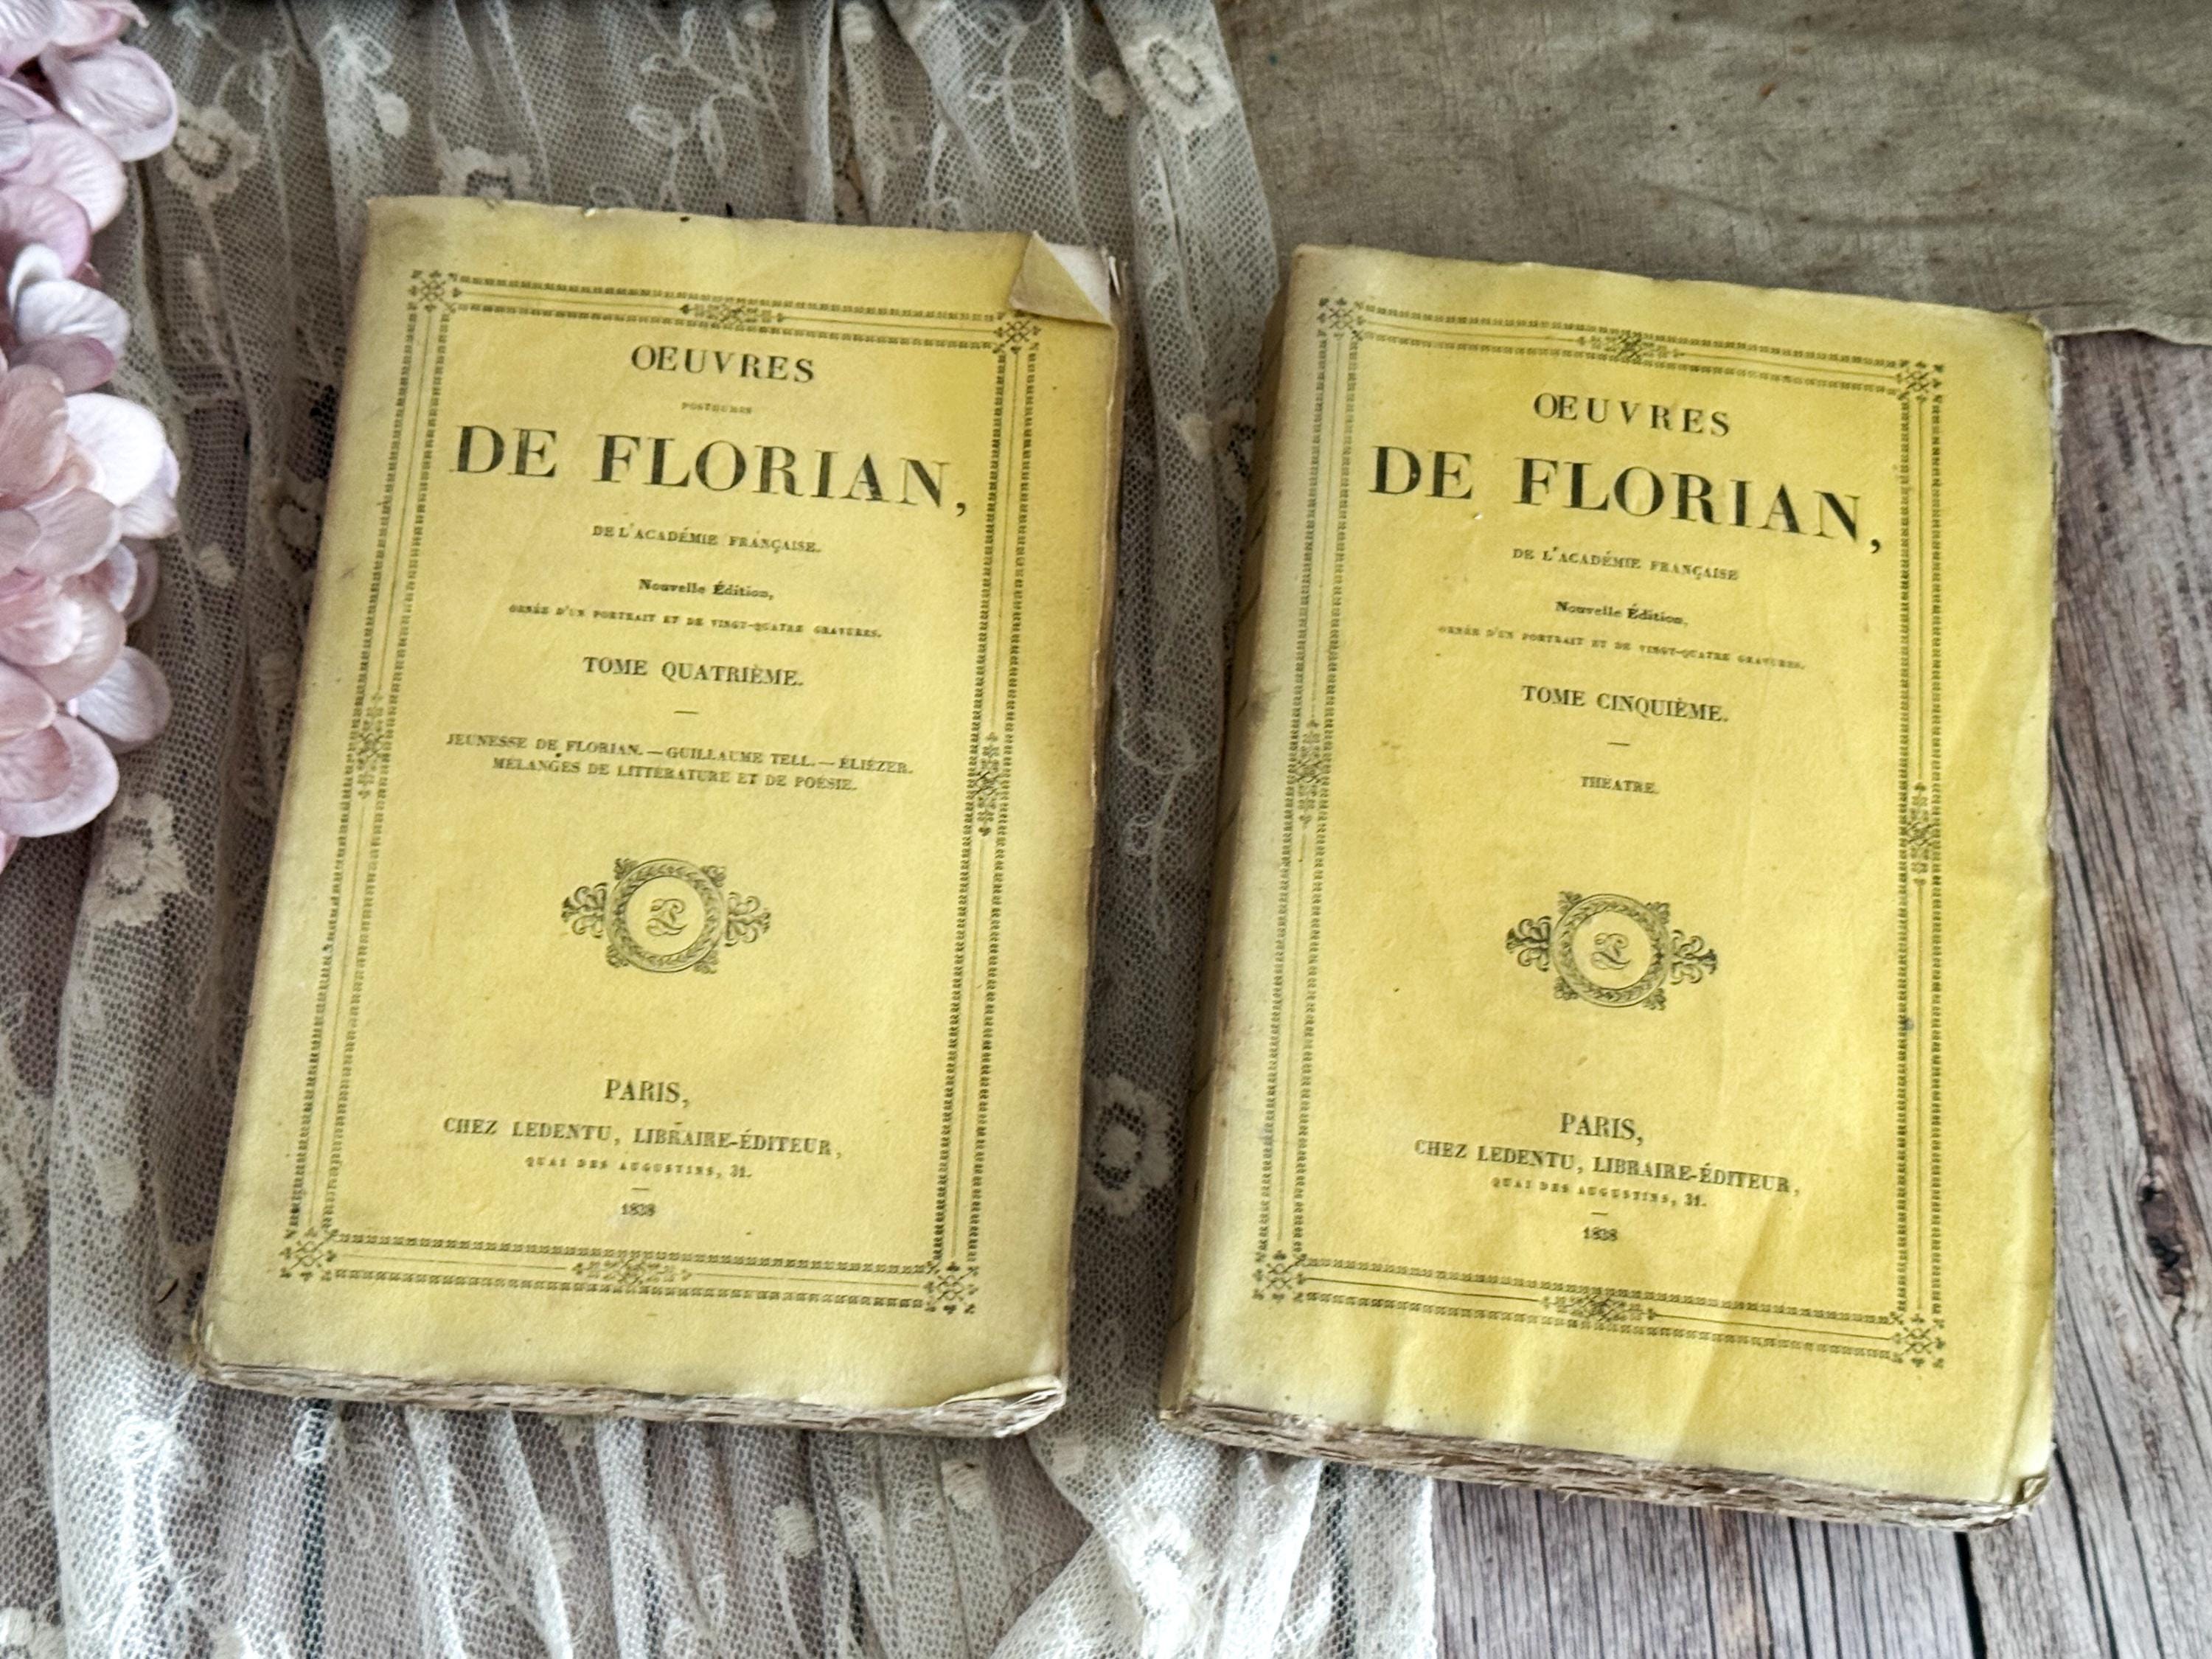 OEUVRES
POSTHUMES
DE FLORIAN,
DE L'ACADÉMIE FRANÇAISE.
Nouvelle Édition,
ORNÉE D'UN PORTRAIT ET DE VINGT-QUATRE GRAVURES.
TOME QUATRIÈME.
JEUNESSE DE FLORIAN. — GUILLAUME TELL. — ÉLIÉZER.
MÉLANGES DE LITTÉRATURE ET DE POÉSIE.
L
PARIS,
CHEZ LEDENTU, LIBRAIRE-ÉDITEUR,
QUAI DES AUGUSTINS, 31.
1838
OEUVRES
DE FLORIAN,
DE L'ACADÉMIE FRANÇAISE
Nouvelle Édition,
ORNÉE D'UN PORTRAIT ET DE VINGT-QUATRE GRAVURES.
TOME CINQUIÈME.
THÉATRE.
L
PARIS,
CHEZ LEDENTU, LIBRAIRE-ÉDITEUR,
QUAI DES AUGUSTINS, 31.
1838